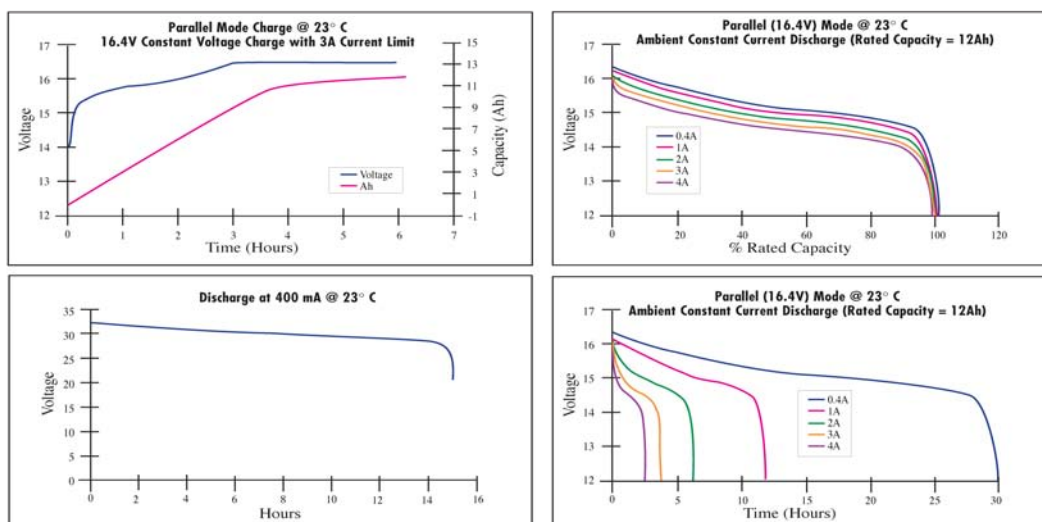 Parallel Mode Charge @ 23° C
16.4V Constant Voltage Charge with 3A Current Limit
17
16
15
14
13
12
Voltage
15
13
11
9
7
5
3
1
-1
Capacity (Ah)
Voltage
Ah
0 1 2 3 4 5 6 7
Time (Hours)
Parallel (16.4V) Mode @ 23° C
Ambient Constant Current Discharge (Rated Capacity = 12Ah)
17
16
15
14
13
12
Voltage
0.4A
1A
2A
3A
4A
0 20 40 60 80 100 120
% Rated Capacity
Discharge at 400 mA @ 23° C
35
30
25
20
35
10
5
0
Voltage
0 2 4 6 8 10 12 14 16
Hours
Parallel (16.4V) Mode @ 23° C
Ambient Constant Current Discharge (Rated Capacity = 12Ah)
17
16
15
14
13
12
Voltage
0.4A
1A
2A
3A
4A
0 5 10 15 20 25 30
Time (Hours)